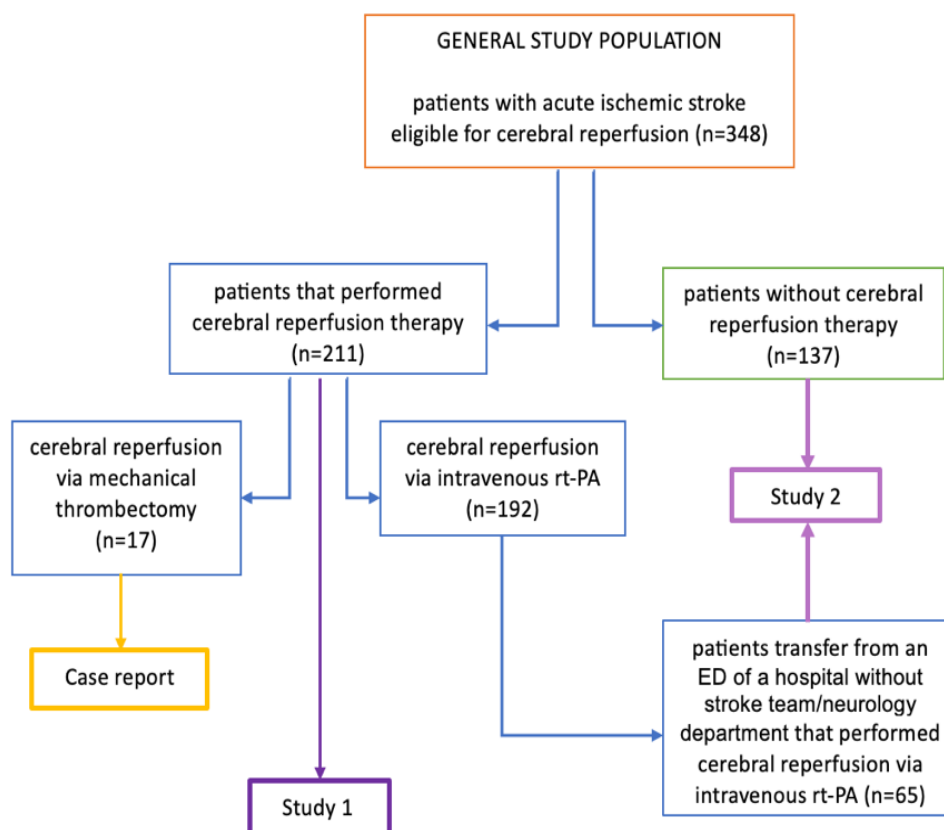 GENERAL STUDY POPULATION
patients with acute ischemic stroke
eligible for cerebral reperfusion (n=348)
patients that performed
cerebral reperfusion therapy
(n=211)
patients without cerebral
reperfusion therapy
(n=137)
cerebral reperfusion
via mechanical
thrombectomy
(n=17)
cerebral reperfusion
via intravenous rt-PA
(n=192)
Study 2
Case report
patients transfer from an
ED of a hospital without
stroke team/neurology
department that performed
cerebral reperfusion via
intravenous rt-PA (n=65)
Study 1